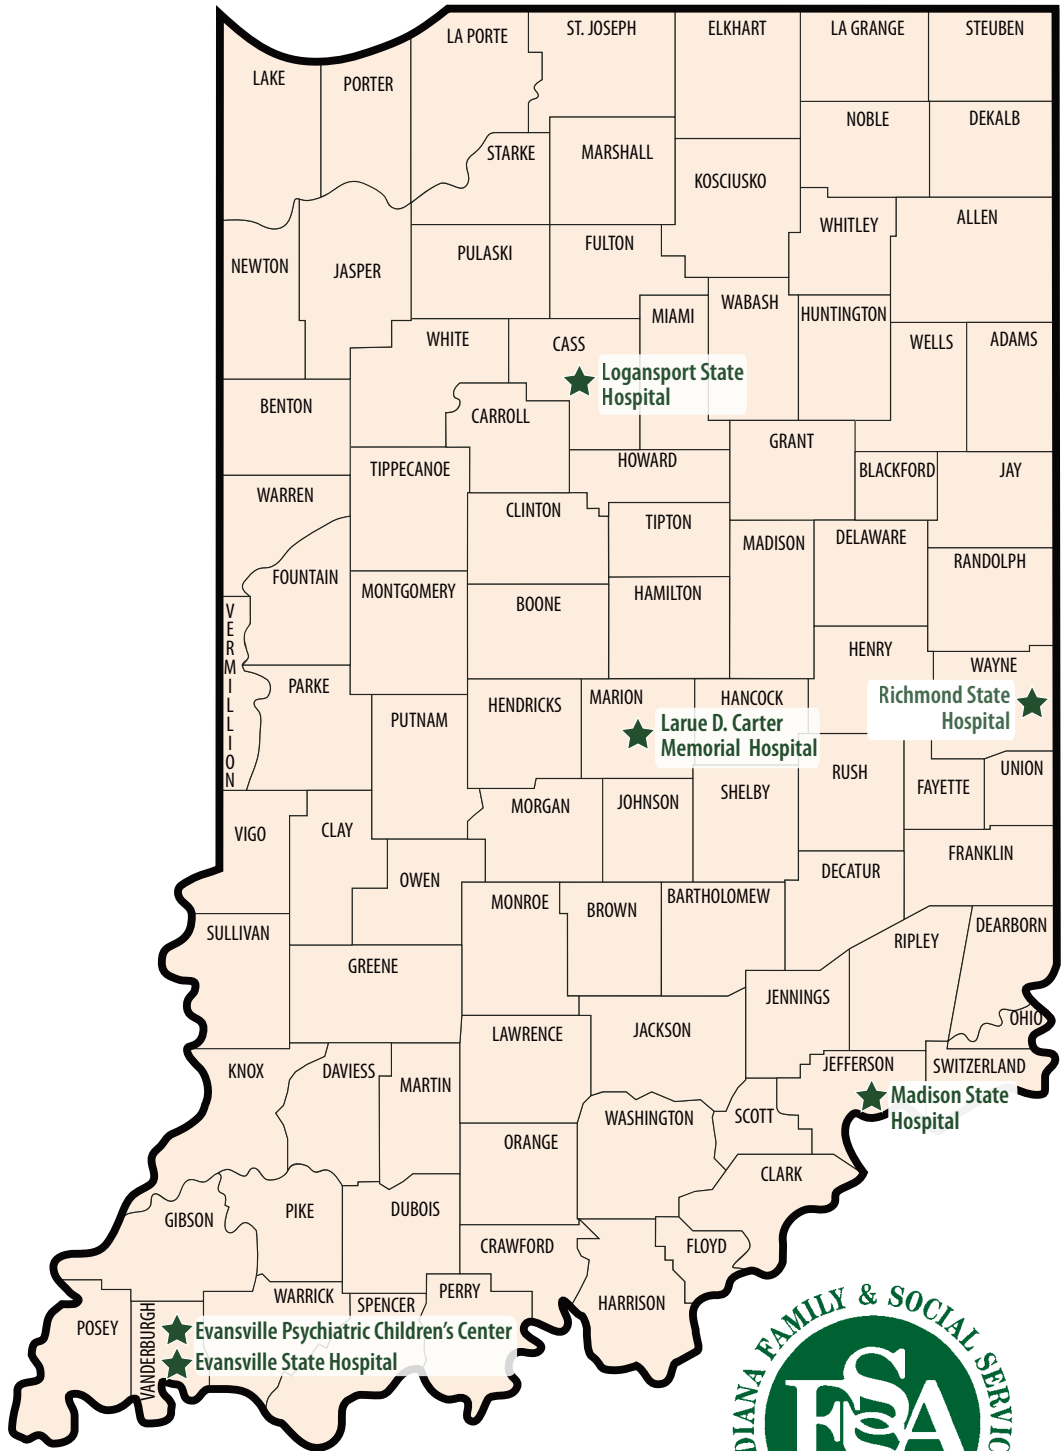 LA PORTE
ST. JOSEPH
ELKHART
LA GRANGE
STEUBEN
LAKE
PORTER
NOBLE
DEKALB
STARKE
MARSHALL
KOSCIUSKO
WHITLEY
ALLEN
NEWTON
JASPER
PULASKI
FULTON
WABASH
HUNTINGTON
MIAMI
WHITE
CASS
WELLS
ADAMS
Logansport State
Hospital
BENTON
CARROLL
GRANT
TIPPECANOE
HOWARD
BLACKFORD
JAY
WARREN
CLINTON
TIPTON
MADISON
DELAWARE
RANDOLPH
FOUNTAIN
MONTGOMERY
BOONE
HAMILTON
VERMILLION
HENRY
WAYNE
PARKE
PUTNAM
HENDRICKS
MARION
HANCOCK
Richmond State
Hospital
Larue D. Carter
Memorial Hospital
RUSH
FAYETTE
UNION
VIGO
CLAY
MORGAN
JOHNSON
SHELBY
OWEN
DECATUR
FRANKLIN
MONROE
BROWN
BARTHOLOMEW
SULLIVAN
GREENE
RIPLEY
DEARBORN
JENNINGS
OHIO
LAWRENCE
JACKSON
KNOX
DAVIESS
MARTIN
JEFFERSON
SWITZERLAND
Madison State
Hospital
WASHINGTON
SCOTT
ORANGE
CLARK
GIBSON
PIKE
DUBOIS
CRAWFORD
FLOYD
HARRISON
WARRICK
SPENCER
PERRY
POSEY
VANDERBURGH
Evansville Psychiatric Children's Center
Evansville State Hospital
DIANA FAMILY & SOCIAL SERVIC
FSSA